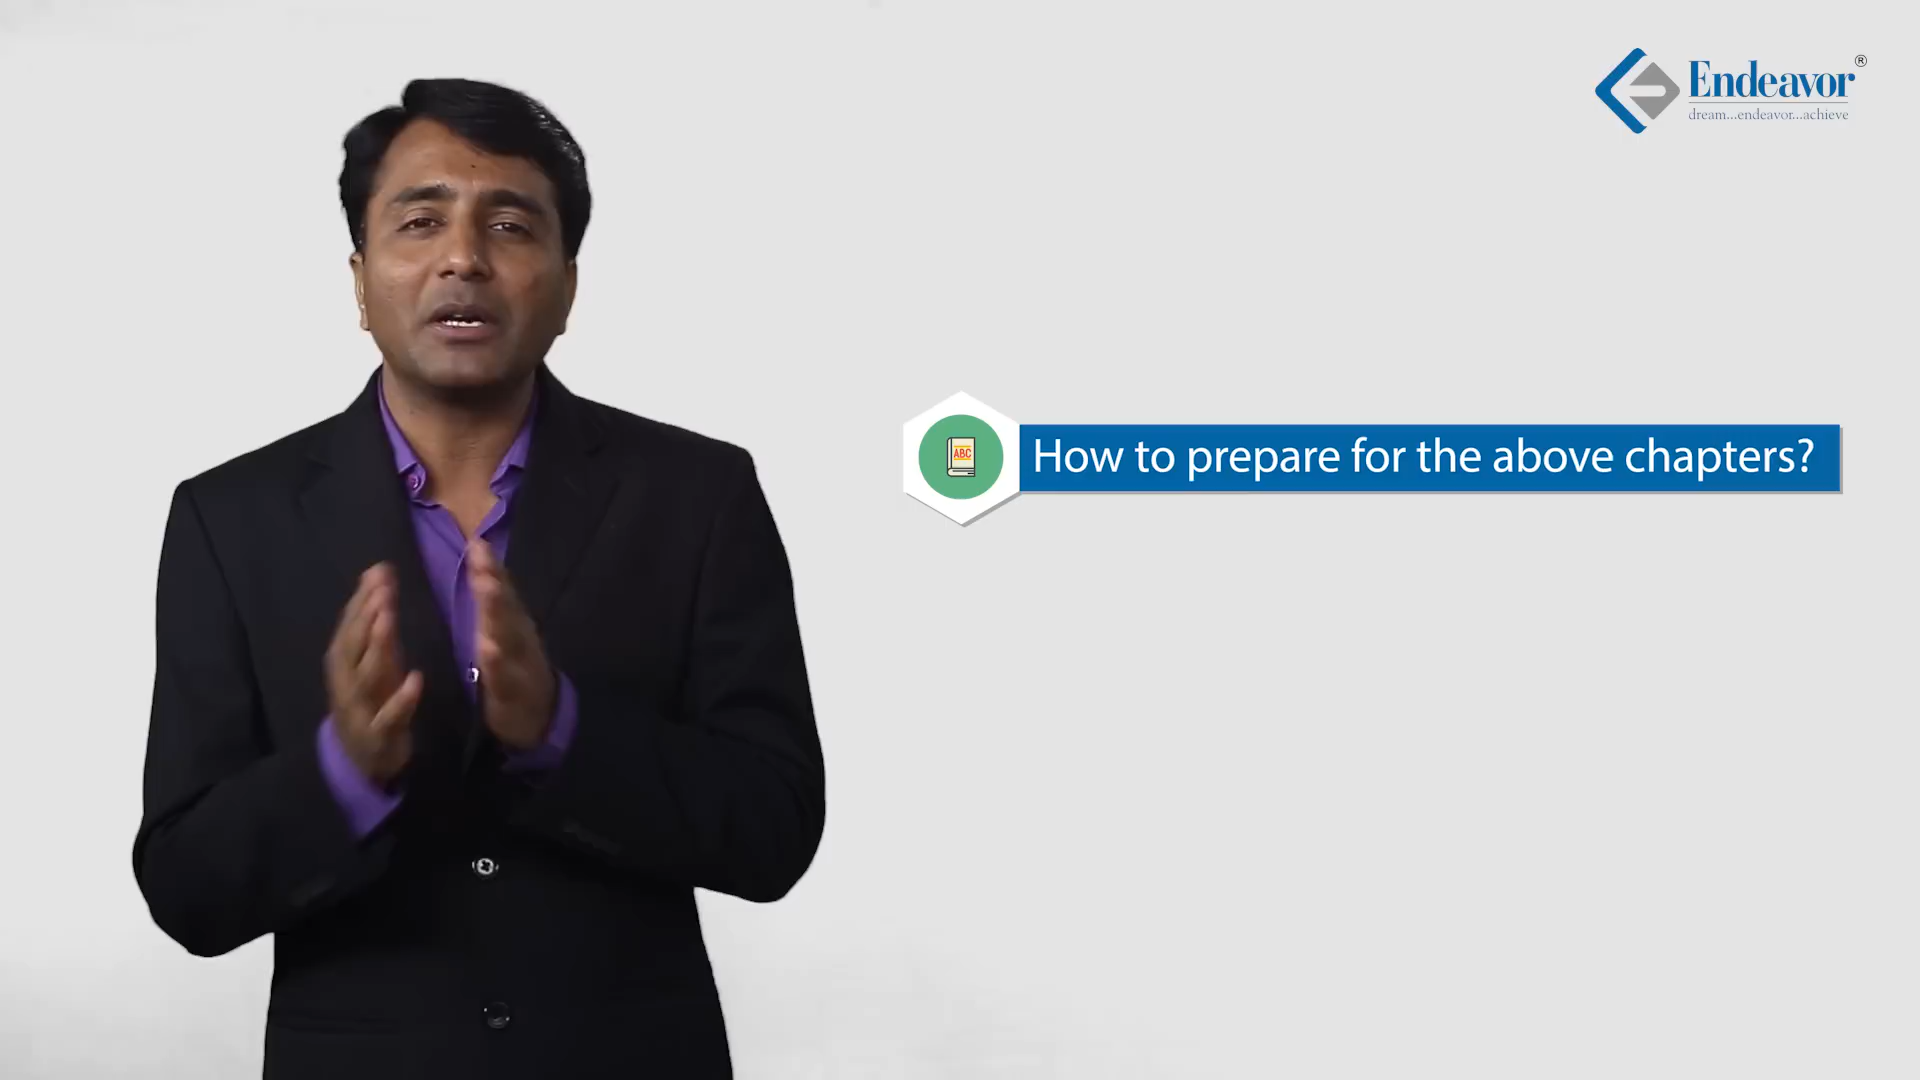 Endeavor®
dream...endeavor...achieve
ABC
How to prepare for the above chapters?